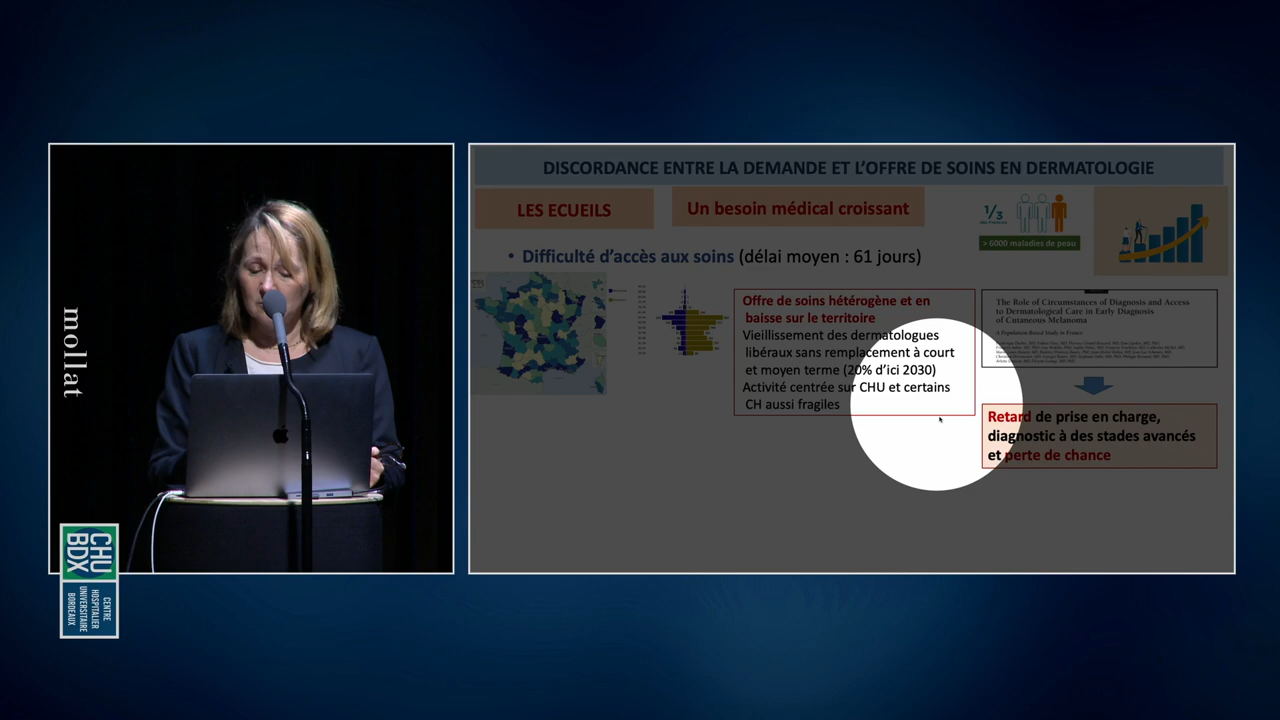 DISCORDANCE ENTRE LA DEMANDE ET L'OFFRE DE SOINS EN DERMATOLOGIE
LES ECUEILS
Un besoin médical croissant
1/3
> 6000 maladies de peau
• Difficulté d'accès aux soins (délai moyen : 61 jours)
Offre de soins hétérogène et en
baisse sur le territoire
Vieillissement des dermatologues
libéraux sans remplacement à court
et moyen terme (20% d'ici 2030)
Activité centrée sur CHU et certains
CH aussi fragiles
The Role of Circumstances of Diagnosis and Access
to Dermatological Care in Early Diagnosis
of Cutaneous Melanoma
A Population-Based Study in France
Retard de prise en charge,
diagnostic à des stades avancés
et perte de chance
mollat
CHU
BDX
CENTRE
HOSPITALIER
UNIVERSITAIRE
BORDEAUX